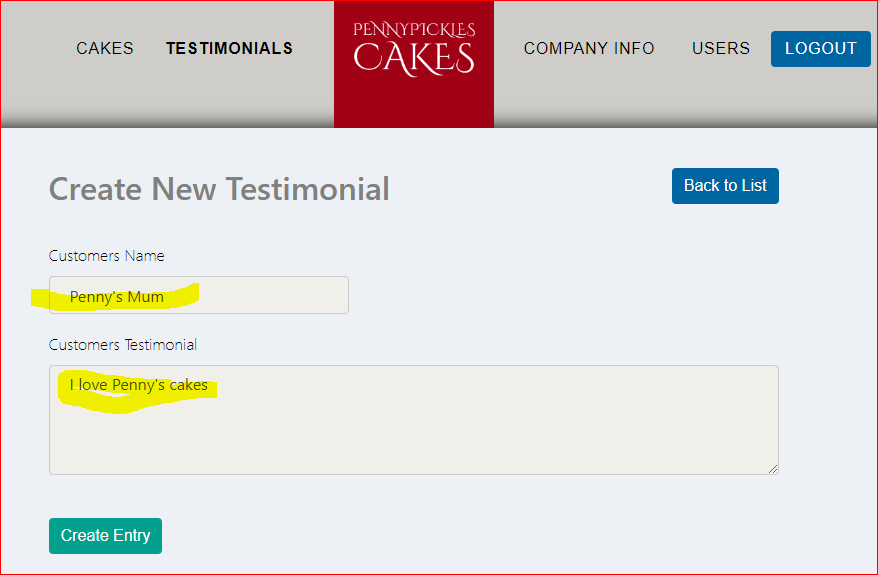 CAKES TESTIMONIALS PENNYPICKLES COMPANY INFO USERS LOGOUT
CAKES
Create New Testimonial Back to List
Customers Name
Penny's Mum
Customers Testimonial
I love Penny's cakes
Create Entry